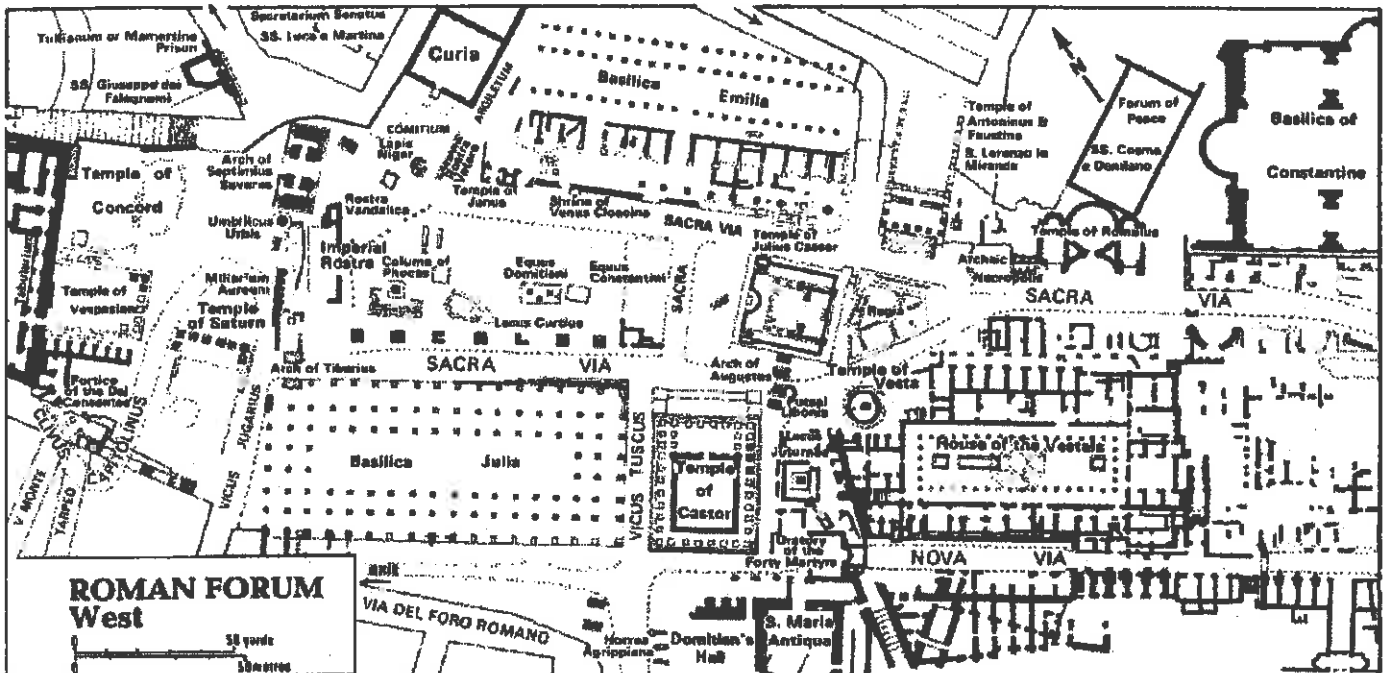 Secretarium Senatus
SS. Luca e Martina
Tullianum or Mamertine
Prison
SS. Giuseppe dei
Falegnami
Curia
ARGILETUM
Basilica
Emilia
COMITIUM
Lapis
Niger
Temple of
Janus
Shrine of
Venus Cloacina
SACRA VIA
Temple of
Antoninus &
Faustina
S. Lorenzo in
Miranda
Forum of
Peace
SS. Cosma
e Damiano
Basilica of
Constantine
Temple of Romulus
Archaic
Necropolis
SACRA VIA
Temple of
Concord
Arch of
Septimius
Severus
Umbilicus
Urbis
Rostra
Vandalica
Imperial
Rostra
Column of
Phocas
Equus
Domitiani
Equus
Constantini
SACRA
Temple of
Julius Caesar
Regia
Tabularium
Miliarium
Aureum
Temple of
Vespasian
Temple
of Saturn
Lacus Curtius
Arch of Tiberius
SACRA VIA
Arch of
Augustus
Temple of
Vesta
Portico
of the Dei
Consentes
CLIVUS
CAPITOLINUS
V. MONTE
TARPEO
VICUS JUGARIUS
Basilica Julia
VICUS TUSCUS
Temple
of
Castor
Puteal
Libonis
Lacus
Juturnae
House of the Vestals
Oratory
of the
Forty Martyrs
NOVA VIA
ROMAN FORUM
West
0 50 yards
0 50 metres
EXIT
VIA DEL FORO ROMANO
Horrea
Agrippiana
Domitian's
Hall
S. Maria
Antiqua